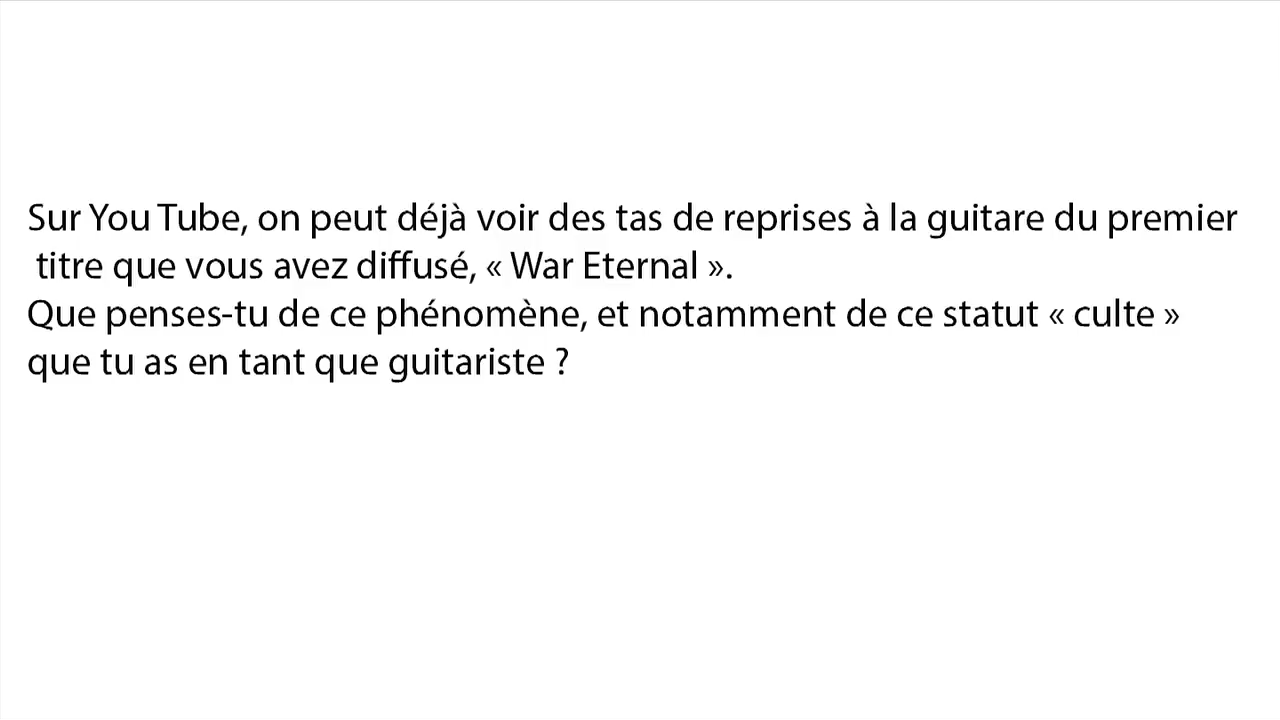 Sur You Tube, on peut déjà voir des tas de reprises à la guitare du premier
titre que vous avez diffusé, « War Eternal ».
Que penses-tu de ce phénomène, et notamment de ce statut « culte »
que tu as en tant que guitariste ?